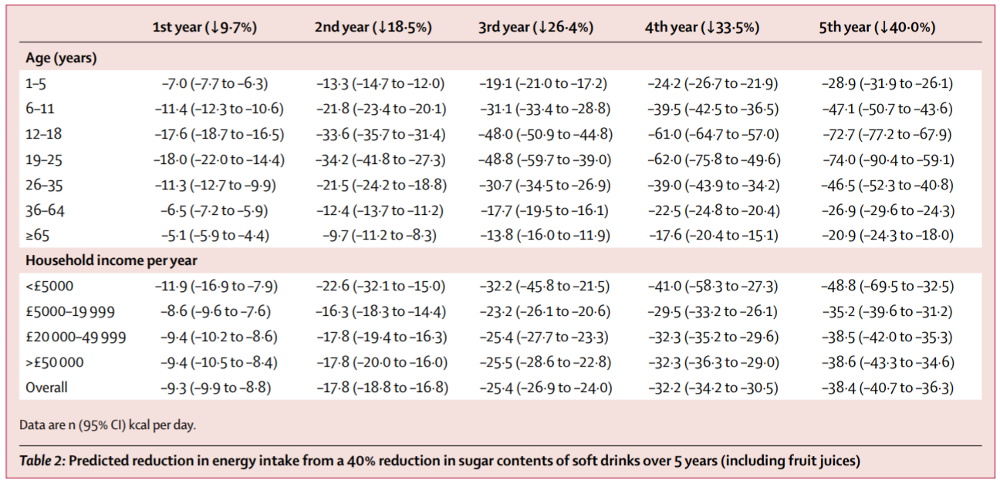 1st year (↓9·7%) 2nd year (↓18·5%) 3rd year (↓26·4%) 4th year (↓33·5%) 5th year (↓40·0%)
Age (years)
1–5 –7·0 (–7·7 to –6·3) –13·3 (–14·7 to –12·0) –19·1 (–21·0 to –17·2) –24·2 (–26·7 to –21·9) –28·9 (–31·9 to –26·1)
6–11 –11·4 (–12·3 to –10·6) –21·8 (–23·4 to –20·1) –31·1 (–33·4 to –28·8) –39·5 (–42·5 to –36·5) –47·1 (–50·7 to –43·6)
12–18 –17·6 (–18·7 to –16·5) –33·6 (–35·7 to –31·4) –48·0 (–50·9 to –44·8) –61·0 (–64·7 to –57·0) –72·7 (–77·2 to –67·9)
19–25 –18·0 (–22·0 to –14·4) –34·2 (–41·8 to –27·3) –48·8 (–59·7 to –39·0) –62·0 (–75·8 to –49·6) –74·0 (–90·4 to –59·1)
26–35 –11·3 (–12·7 to –9·9) –21·5 (–24·2 to –18·8) –30·7 (–34·5 to –26·9) –39·0 (–43·9 to –34·2) –46·5 (–52·3 to –40·8)
36–64 –6·5 (–7·2 to –5·9) –12·4 (–13·7 to –11·2) –17·7 (–19·5 to –16·1) –22·5 (–24·8 to –20·4) –26·9 (–29·6 to –24·3)
≥65 –5·1 (–5·9 to –4·4) –9·7 (–11·2 to –8·3) –13·8 (–16·0 to –11·9) –17·6 (–20·4 to –15·1) –20·9 (–24·3 to –18·0)
Household income per year
<£5000 –11·9 (–16·9 to –7·9) –22·6 (–32·1 to –15·0) –32·2 (–45·8 to –21·5) –41·0 (–58·3 to –27·3) –48·8 (–69·5 to –32·5)
£5000–19 999 –8·6 (–9·6 to –7·6) –16·3 (–18·3 to –14·4) –23·2 (–26·1 to –20·6) –29·5 (–33·2 to –26·1) –35·2 (–39·6 to –31·2)
£20 000–49 999 –9·4 (–10·2 to –8·6) –17·8 (–19·4 to –16·3) –25·4 (–27·7 to –23·3) –32·3 (–35·2 to –29·6) –38·5 (–42·0 to –35·3)
>£50 000 –9·4 (–10·5 to –8·4) –17·8 (–20·0 to –16·0) –25·5 (–28·6 to –22·8) –32·3 (–36·3 to –29·0) –38·6 (–43·3 to –34·6)
Overall –9·3 (–9·9 to –8·8) –17·8 (–18·8 to –16·8) –25·4 (–26·9 to –24·0) –32·2 (–34·2 to –30·5) –38·4 (–40·7 to –36·3)
Data are n (95% CI) kcal per day.
Table 2: Predicted reduction in energy intake from a 40% reduction in sugar contents of soft drinks over 5 years (including fruit juices)